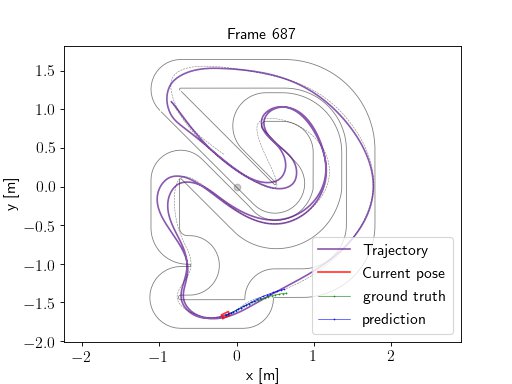 Frame 687
y [m]
1.5
1.0
0.5
0.0
−0.5
−1.0
−1.5
−2.0
−2
−1
0
1
2
x [m]
Trajectory
Current pose
ground truth
prediction